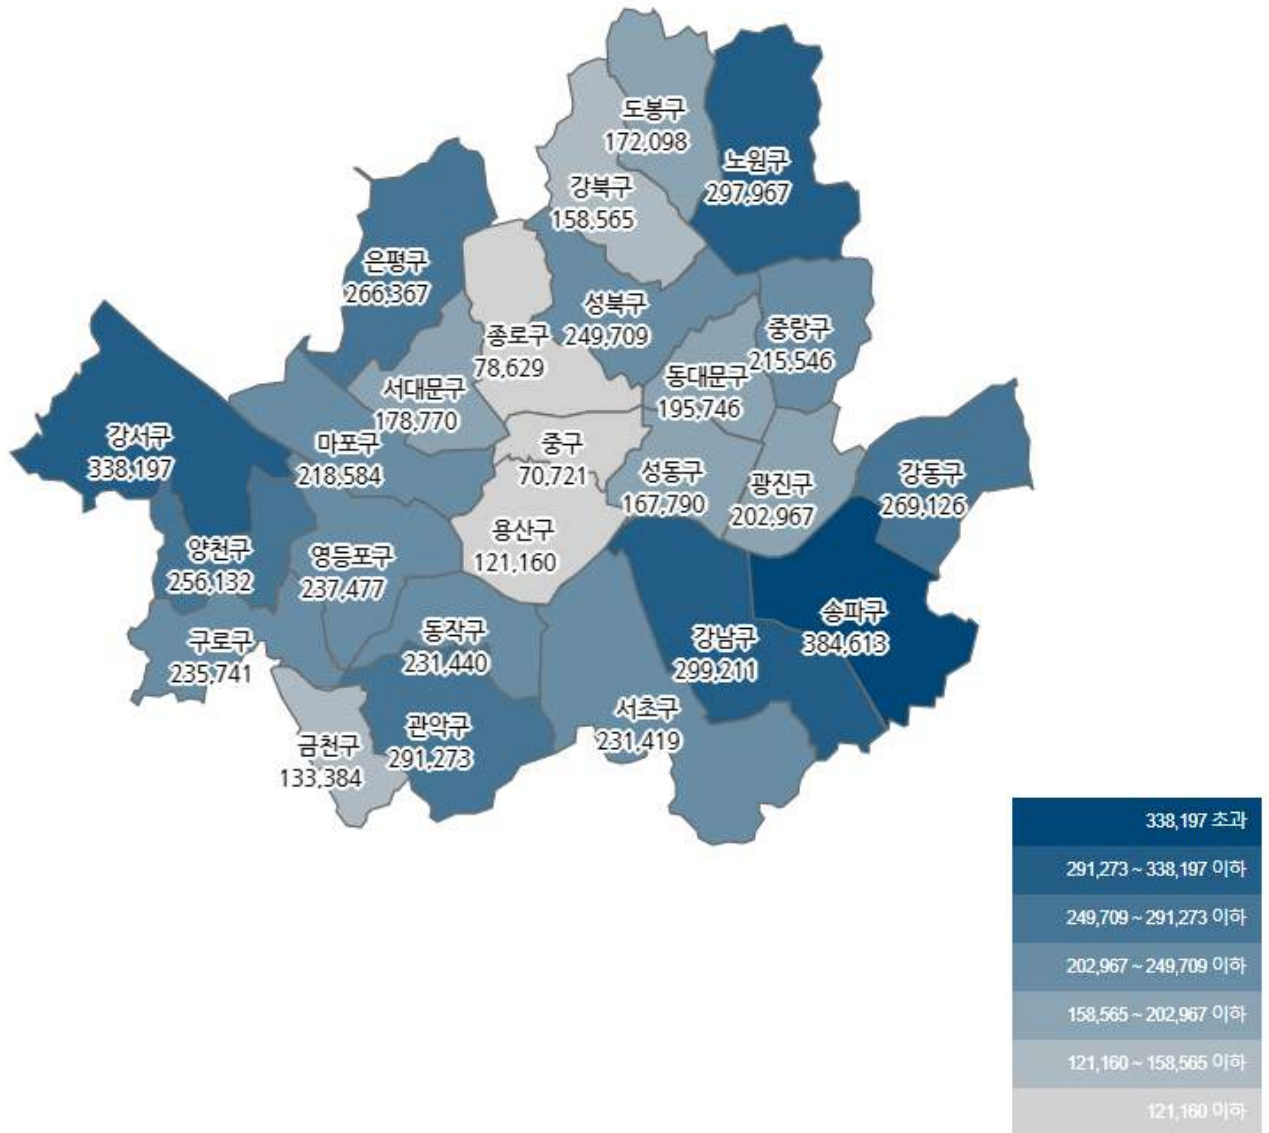 도봉구
172,098
노원구
297,967
강북구
158,565
은평구
266,367
성북구
249,709
종로구
78,629
중랑구
215,546
동대문구
195,746
서대문구
178,770
강서구
338,197
마포구
218,584
중구
70,721
성동구
167,790
광진구
202,967
강동구
269,126
용산구
121,160
양천구
256,132
영등포구
237,477
송파구
384,613
구로구
235,741
동작구
231,440
강남구
299,211
서초구
231,419
관악구
291,273
금천구
133,384
338,197 초과
291,273 ~ 338,197 이하
249,709 ~ 291,273 이하
202,967 ~ 249,709 이하
158,565 ~ 202,967 이하
121,160 ~ 158,565 이하
121,160 이하